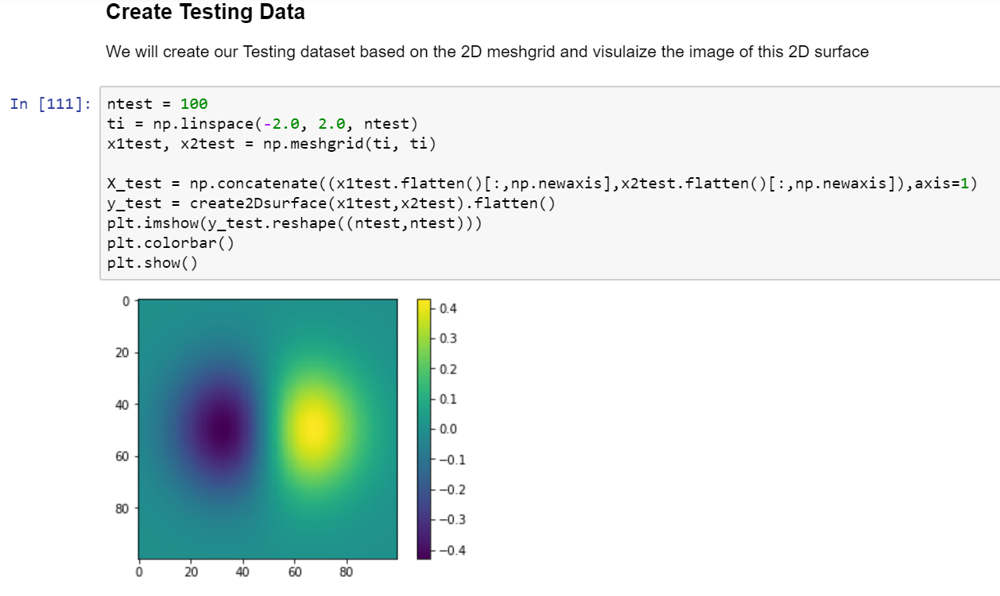 Create Testing Data
We will create our Testing dataset based on the 2D meshgrid and visulaize the image of this 2D surface
In [111]:
ntest = 100
ti = np.linspace(-2.0, 2.0, ntest)
x1test, x2test = np.meshgrid(ti, ti)
X_test = np.concatenate((x1test.flatten()[:,np.newaxis],x2test.flatten()[:,np.newaxis]),axis=1)
y_test = create2Dsurface(x1test,x2test).flatten()
plt.imshow(y_test.reshape((ntest,ntest)))
plt.colorbar()
plt.show()
0
20
40
60
80
0 20 40 60 80
0.4
0.3
0.2
0.1
0.0
−0.1
−0.2
−0.3
−0.4